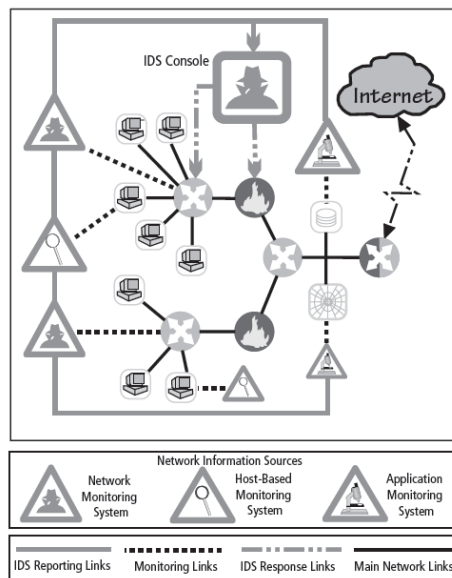 IDS Console
Internet
Network Information Sources
Network
Monitoring
System
Host-Based
Monitoring
System
Application
Monitoring
System
IDS Reporting Links
Monitoring Links
IDS Response Links
Main Network Links